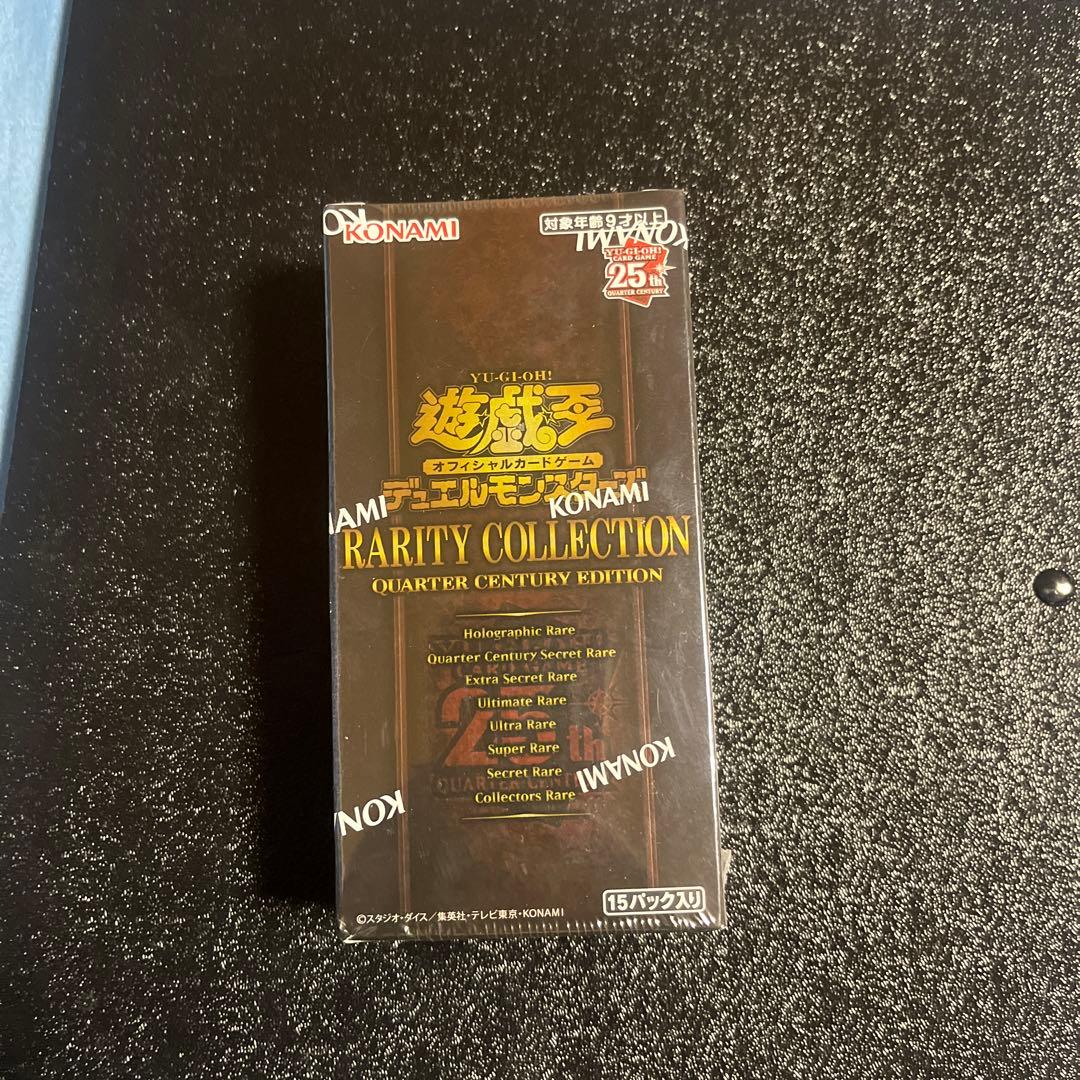 KONAMI
対象年齢9才以上
KONAMI
YU-GI-OH!
CARD GAME
25th
QUARTER CENTURY
YU-GI-OH!
遊戯王
オフィシャルカードゲーム
デュエルモンスターズ
AMI
KONAMI
RARITY COLLECTION
QUARTER CENTURY EDITION
Holographic Rare
Quarter Century Secret Rare
Extra Secret Rare
Ultimate Rare
Ultra Rare
Super Rare
Secret Rare
Collectors Rare
25th
KONAMI
KON
15パック入り
©スタジオ・ダイス/集英社・テレビ東京・KONAMI